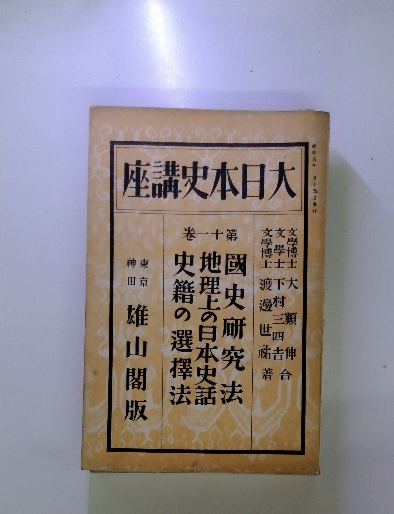 大日本史講座
文學博士 大類 伸
文學士 下村三四吉
文學博士 渡邊世祐
合著
第十一卷
國史研究法
地理上の日本史話
史籍の選擇法
東京
神田
雄山閣版